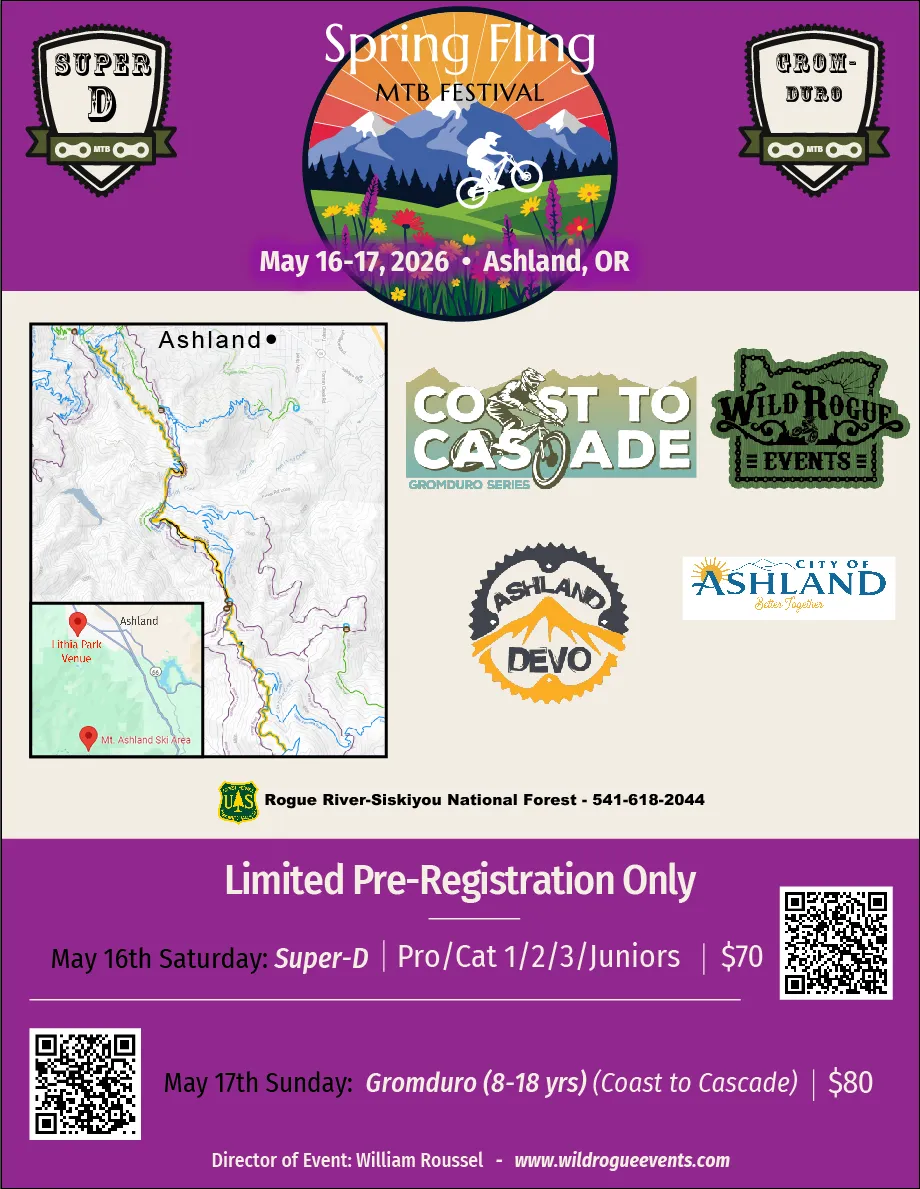 SUPER
D
MTB
Spring Fling
MTB FESTIVAL
GROM-
DURO
MTB
May 16-17, 2026 • Ashland, OR
Ashland
COAST TO
CASCADE
GROMDURO SERIES
WILD ROGUE
EVENTS
ASHLAND
DEVO
CITY OF
ASHLAND
Better Together
Ashland
Lithia Park
Venue
66
Mt. Ashland Ski Area
US
Rogue River-Siskiyou National Forest - 541-618-2044
Limited Pre-Registration Only
May 16th Saturday: Super-D | Pro/Cat 1/2/3/Juniors | $70
May 17th Sunday: Gromduro (8-18 yrs) (Coast to Cascade) | $80
Director of Event: William Roussel - www.wildrogueevents.com